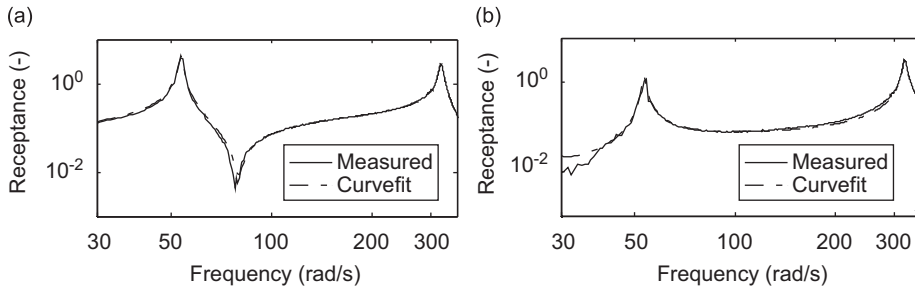 (a)
Receptance (-)
10^0
10^-2
30 50 100 200 300
Frequency (rad/s)
Measured
Curvefit
(b)
Receptance (-)
10^0
10^-2
30 50 100 200 300
Frequency (rad/s)
Measured
Curvefit